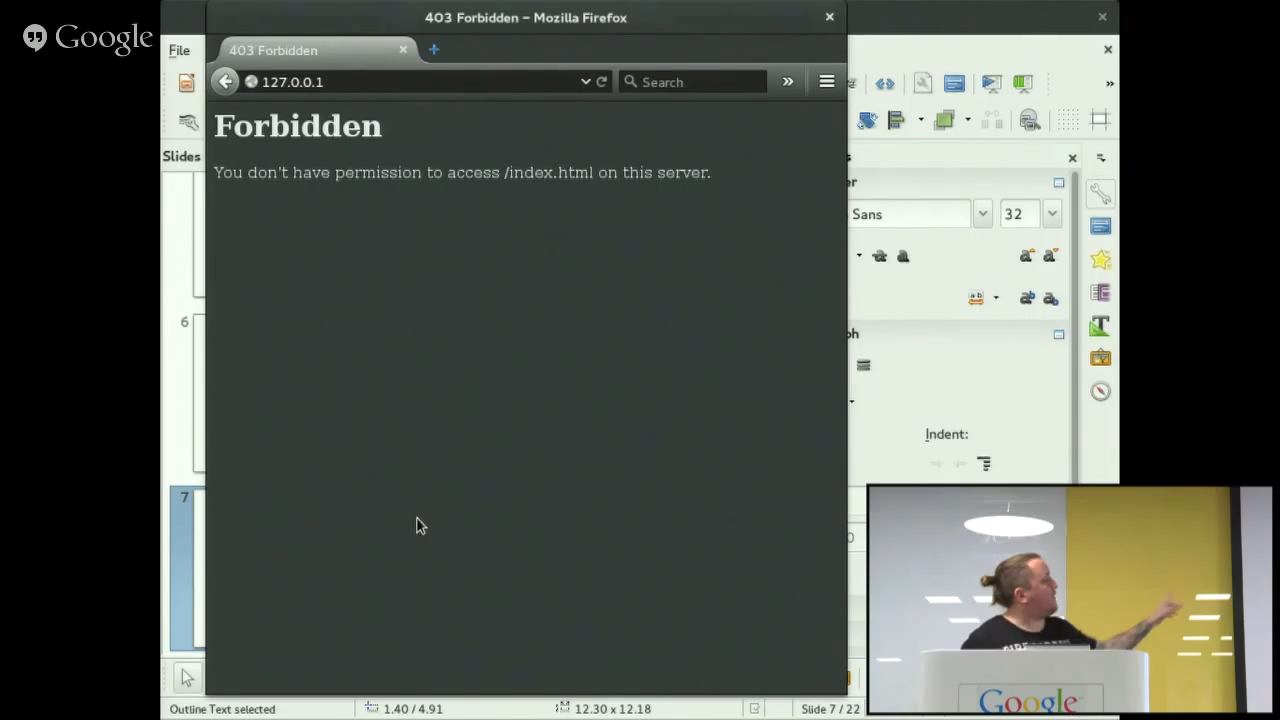 Google
403 Forbidden – Mozilla Firefox
File
403 Forbidden
127.0.0.1
Search
Forbidden
You don't have permission to access /index.html on this server.
Slides
Sans
32
6
Indent:
7
Outline Text selected
1.40 / 4.91
12.30 x 12.18
Slide 7 / 22
Google